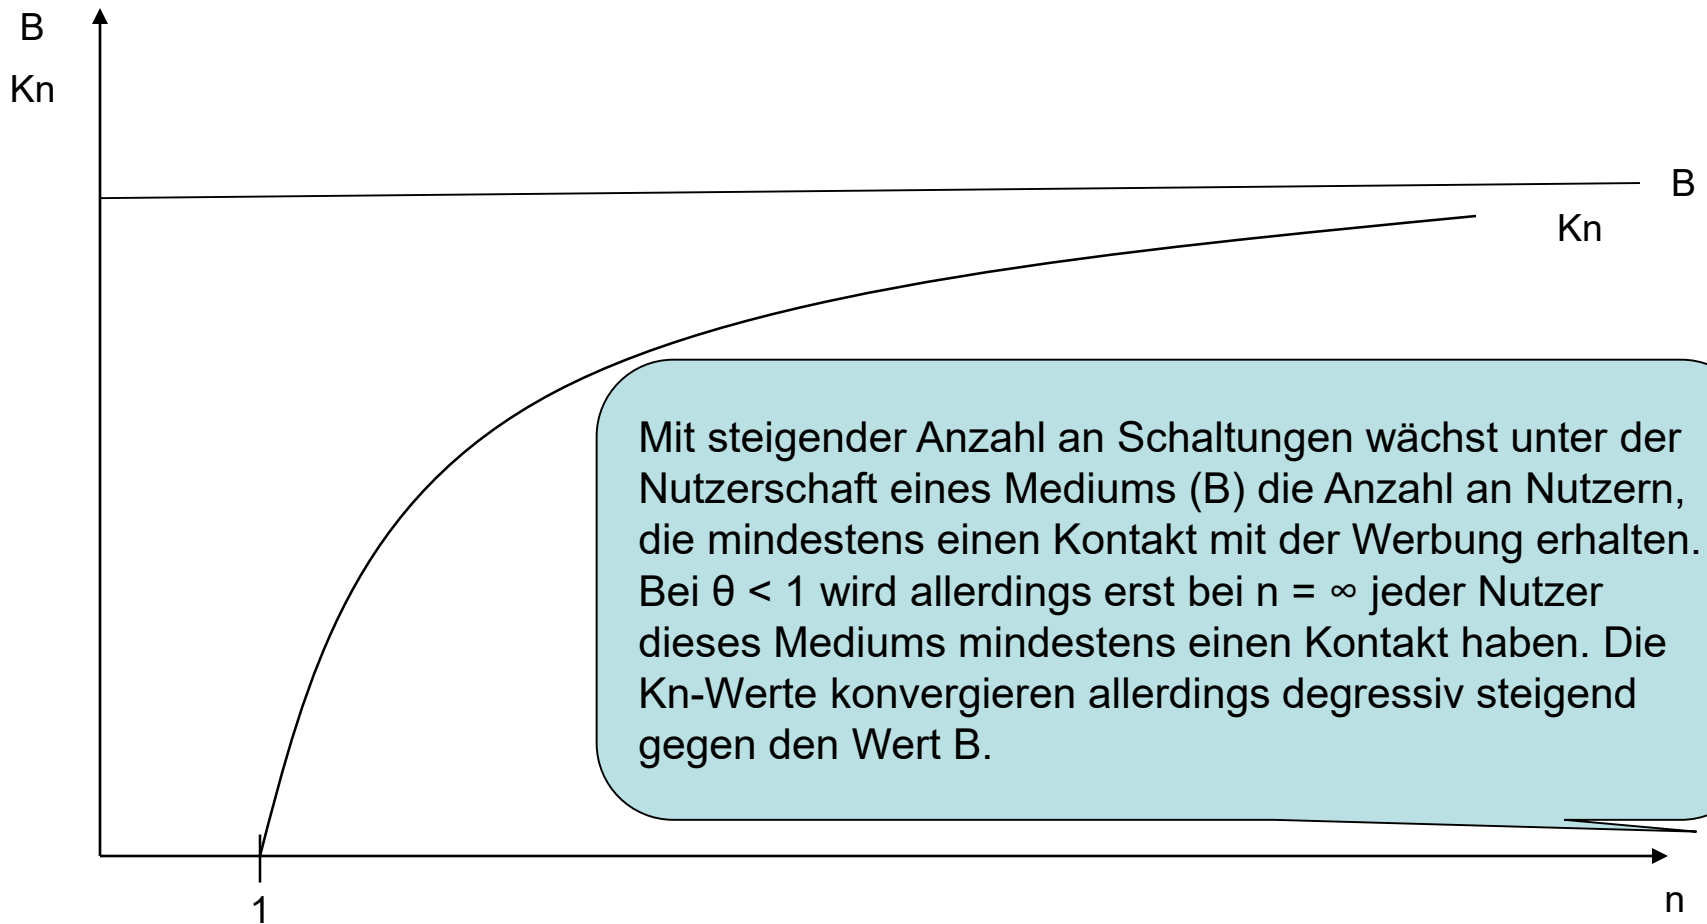 B
Kn
B
Kn
Mit steigender Anzahl an Schaltungen wächst unter der
Nutzerschaft eines Mediums (B) die Anzahl an Nutzern,
die mindestens einen Kontakt mit der Werbung erhalten.
Bei θ < 1 wird allerdings erst bei n = ∞ jeder Nutzer
dieses Mediums mindestens einen Kontakt haben. Die
Kn-Werte konvergieren allerdings degressiv steigend
gegen den Wert B.
1
n